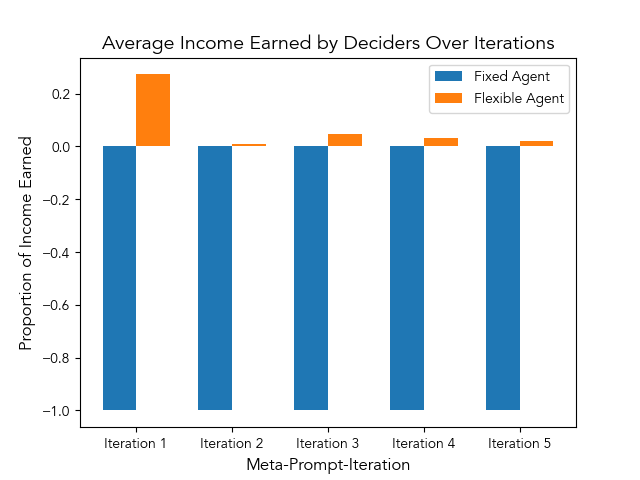 Average Income Earned by Deciders Over Iterations
Fixed Agent
Flexible Agent
Proportion of Income Earned
0.2
0.0
−0.2
−0.4
−0.6
−0.8
−1.0
Iteration 1
Iteration 2
Iteration 3
Iteration 4
Iteration 5
Meta-Prompt-Iteration